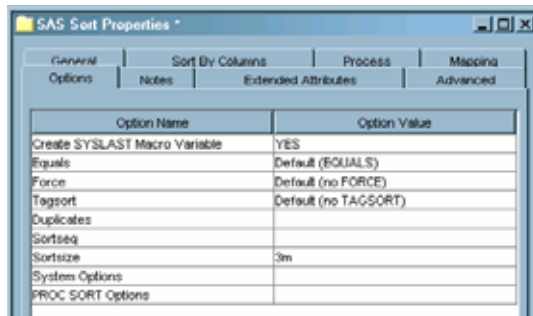 SAS Sort Properties *
General Sort By Columns Process Mapping
Options Notes Extended Attributes Advanced
Option Name Option Value
Create SYSLAST Macro Variable YES
Equals Default (EQUALS)
Force Default (no FORCE)
Tagsort Default (no TAGSORT)
Duplicates
Sortseq
Sortsize 3m
System Options
PROC SORT Options